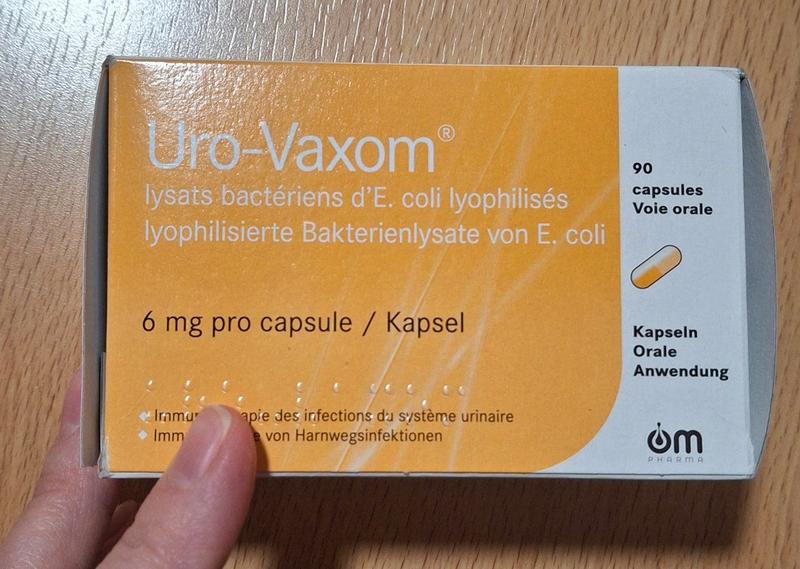 Uro-Vaxom®
lysats bactériens d'E. coli lyophilisés
lyophilisierte Bakterienlysate von E. coli
6 mg pro capsule / Kapsel
des infections du système urinaire
von Harnwegsinfektionen
90
capsules
Voie orale
Kapseln
Orale
Anwendung
OM
PHARMA